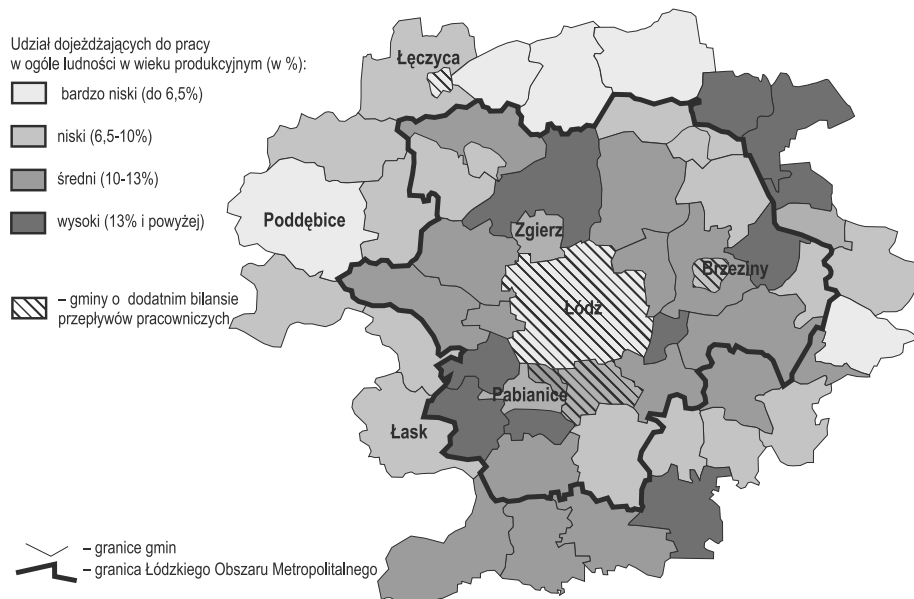 Udział dojeżdżających do pracy
w ogóle ludności w wieku produkcyjnym (w %):
bardzo niski (do 6,5%)
niski (6,5-10%)
średni (10-13%)
wysoki (13% i powyżej)
– gminy o dodatnim bilansie
przepływów pracowniczych
Łęczyca
Poddębice
Zgierz
Brzeziny
Łódź
Pabianice
Łask
– granice gmin
– granica Łódzkiego Obszaru Metropolitalnego